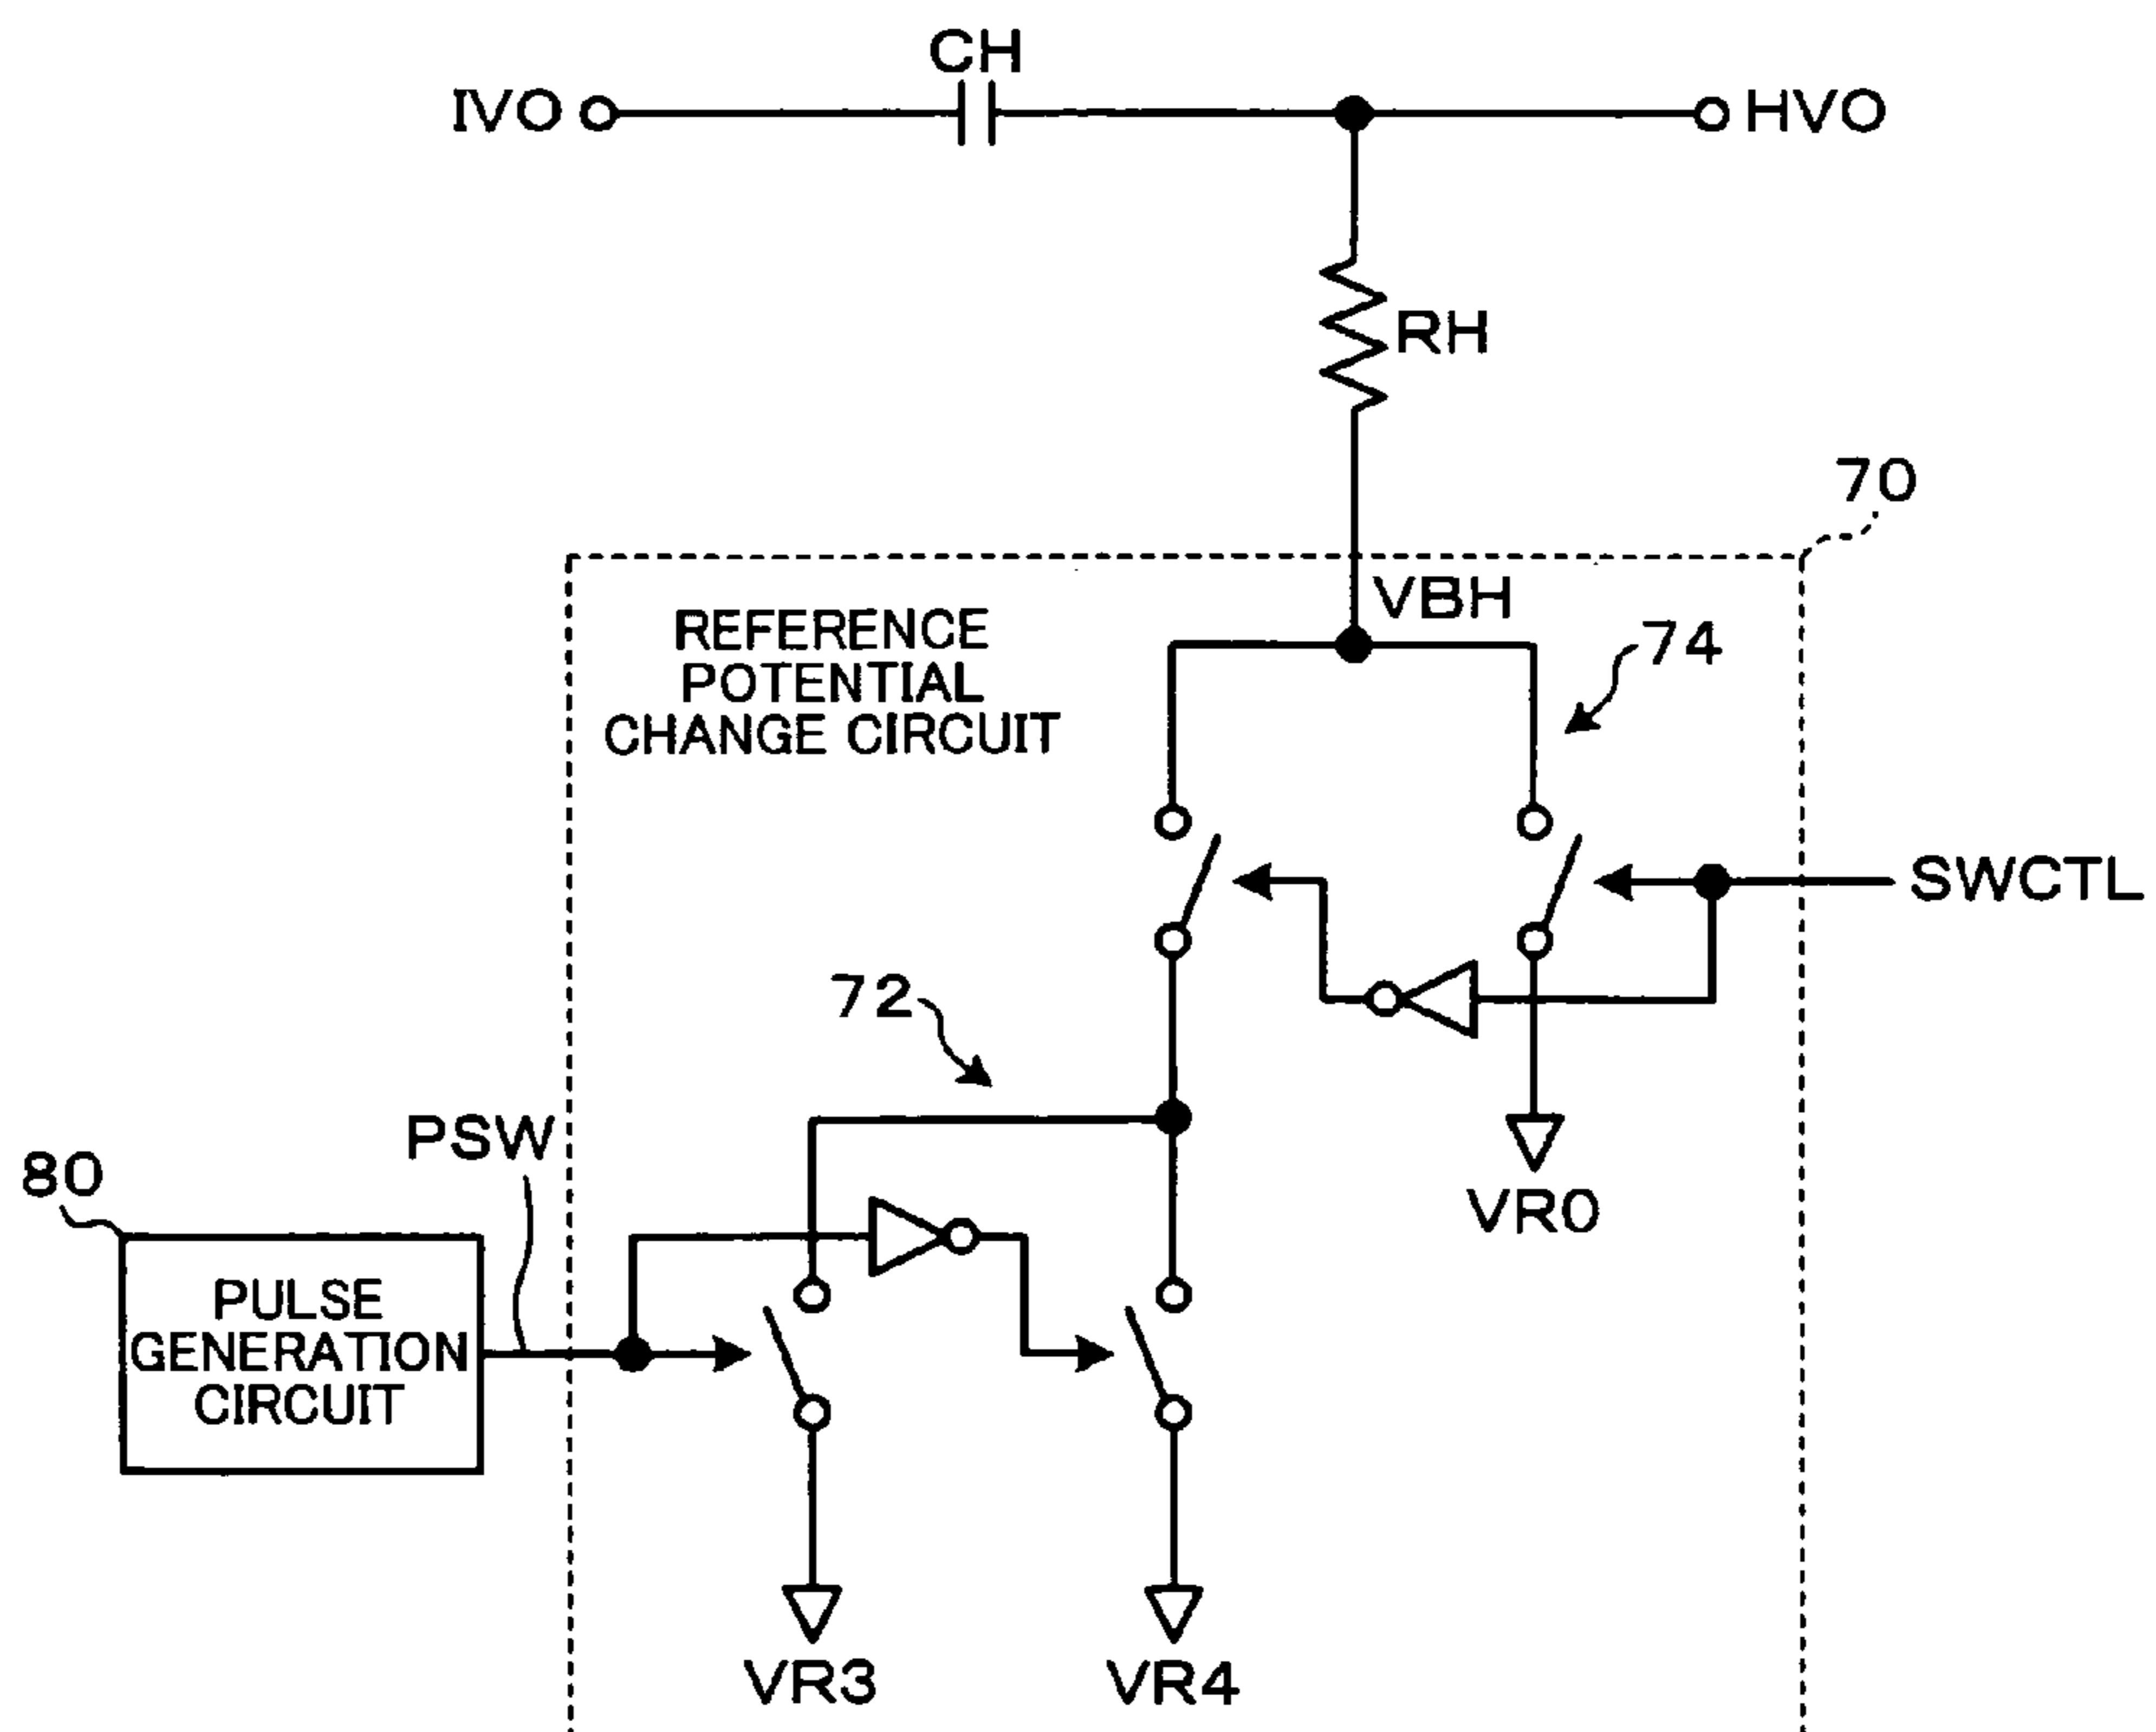 CH
IVO
HVO
RH
70
VBH
REFERENCE
POTENTIAL
CHANGE CIRCUIT
74
SWCTL
72
PSW
80
VR0
PULSE
GENERATION
CIRCUIT
VR3
VR4